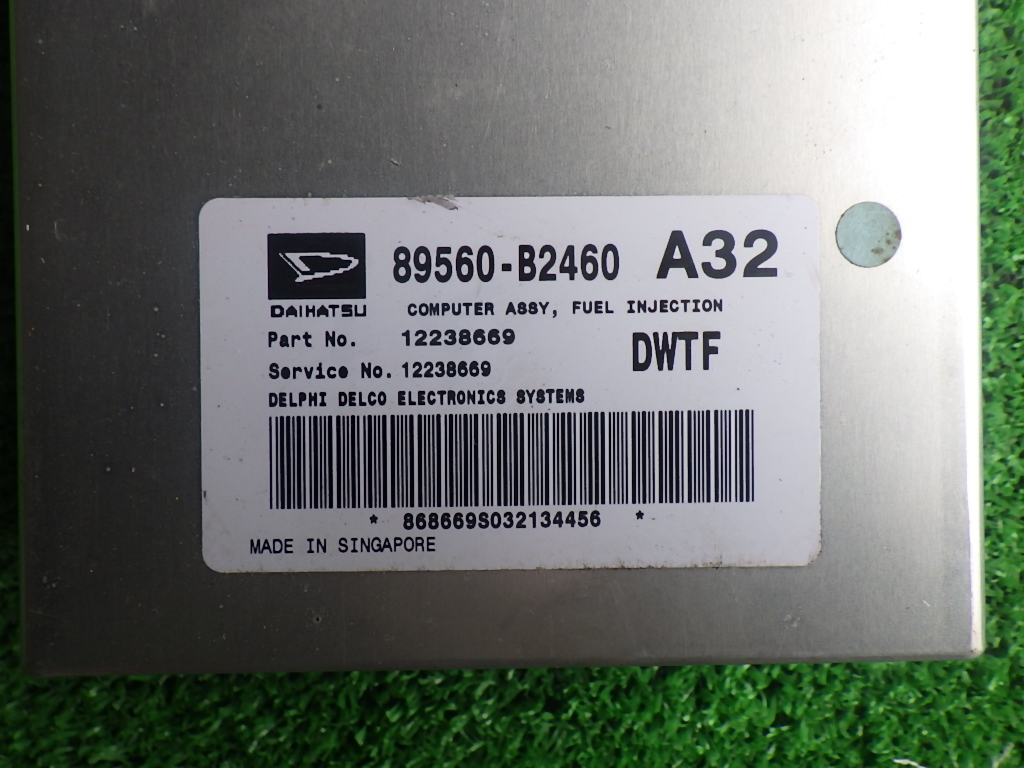 89560-B2460 A32
DAIHATSU COMPUTER ASSY, FUEL INJECTION
Part No. 12238669 DWTF
Service No. 12238669
DELPHI DELCO ELECTRONICS SYSTEMS
* 868669S032134456 *
MADE IN SINGAPORE